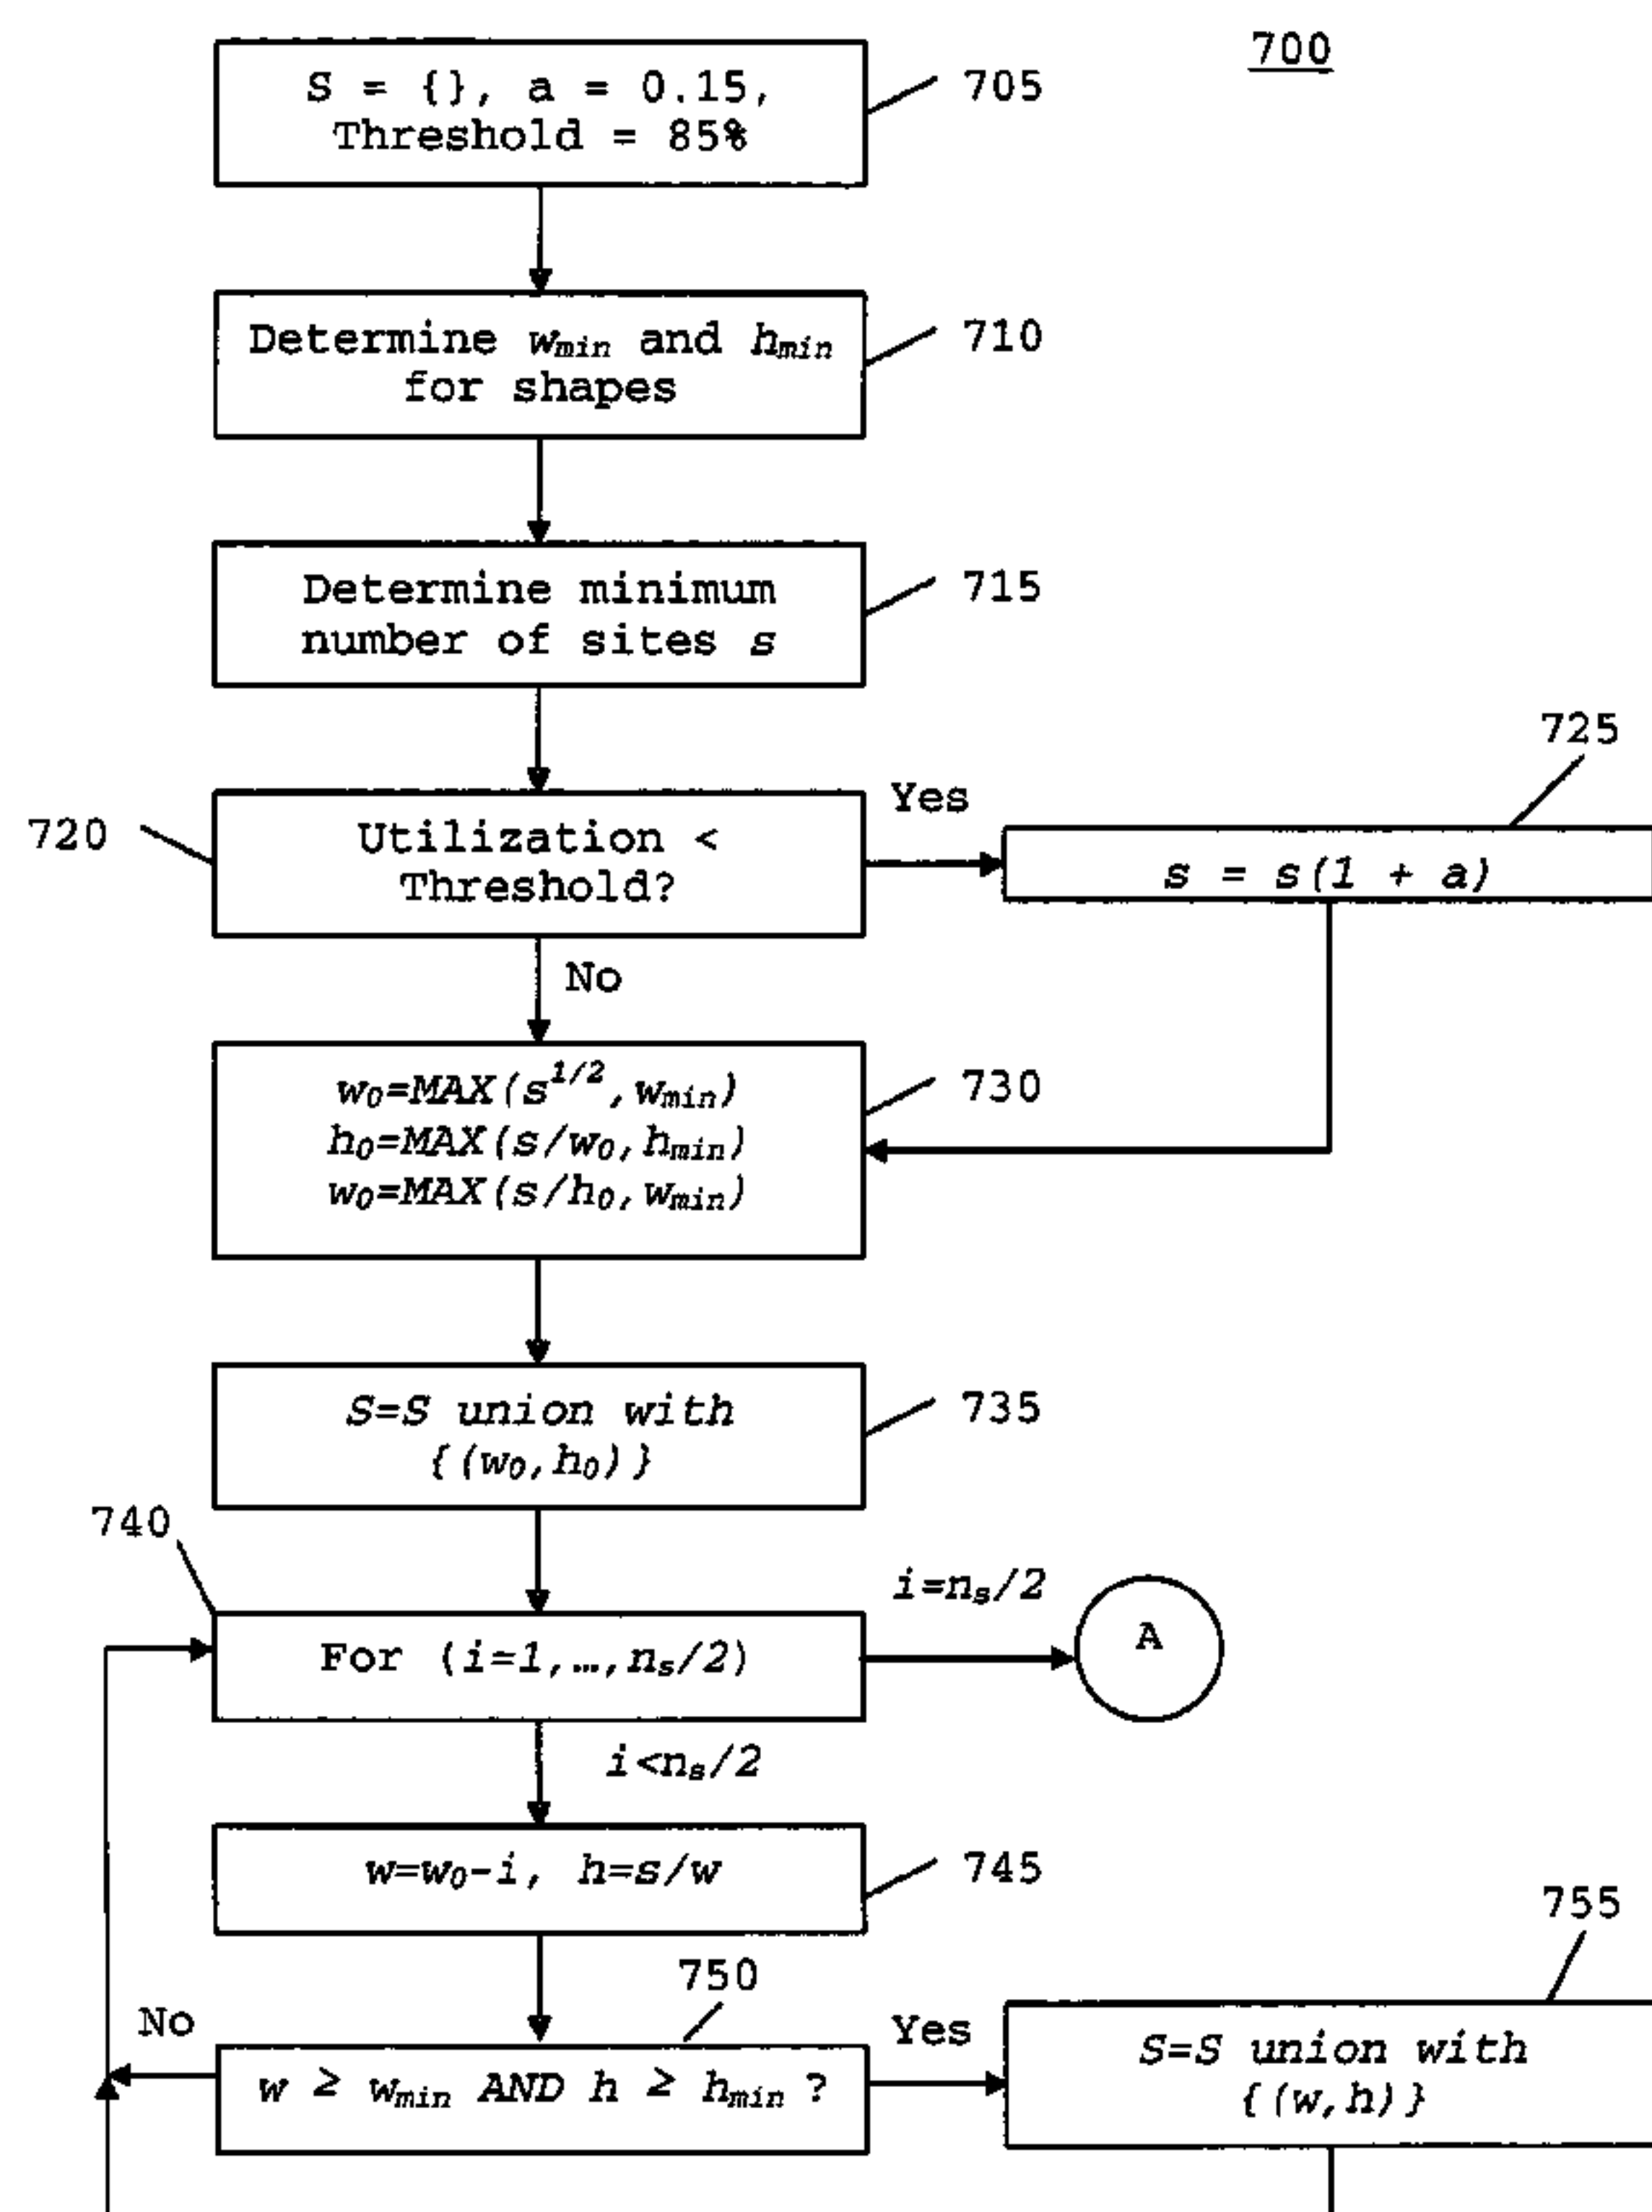 700
S = {}, a = 0.15,
Threshold = 85%
705
Determine wmin and hmin
for shapes
710
Determine minimum
number of sites s
715
720
Utilization <
Threshold?
Yes
725
s = s(1 + a)
No
w0=MAX(s1/2,wmin)
h0=MAX(s/w0,hmin)
w0=MAX(s/h0,wmin)
730
S=S union with
{(w0,h0)}
735
740
For (i=1,…,ns/2)
i=ns/2
A
i<ns/2
w=w0-i, h=s/w
745
750
No
w ≥ wmin AND h ≥ hmin ?
Yes
755
S=S union with
{(w,h)}